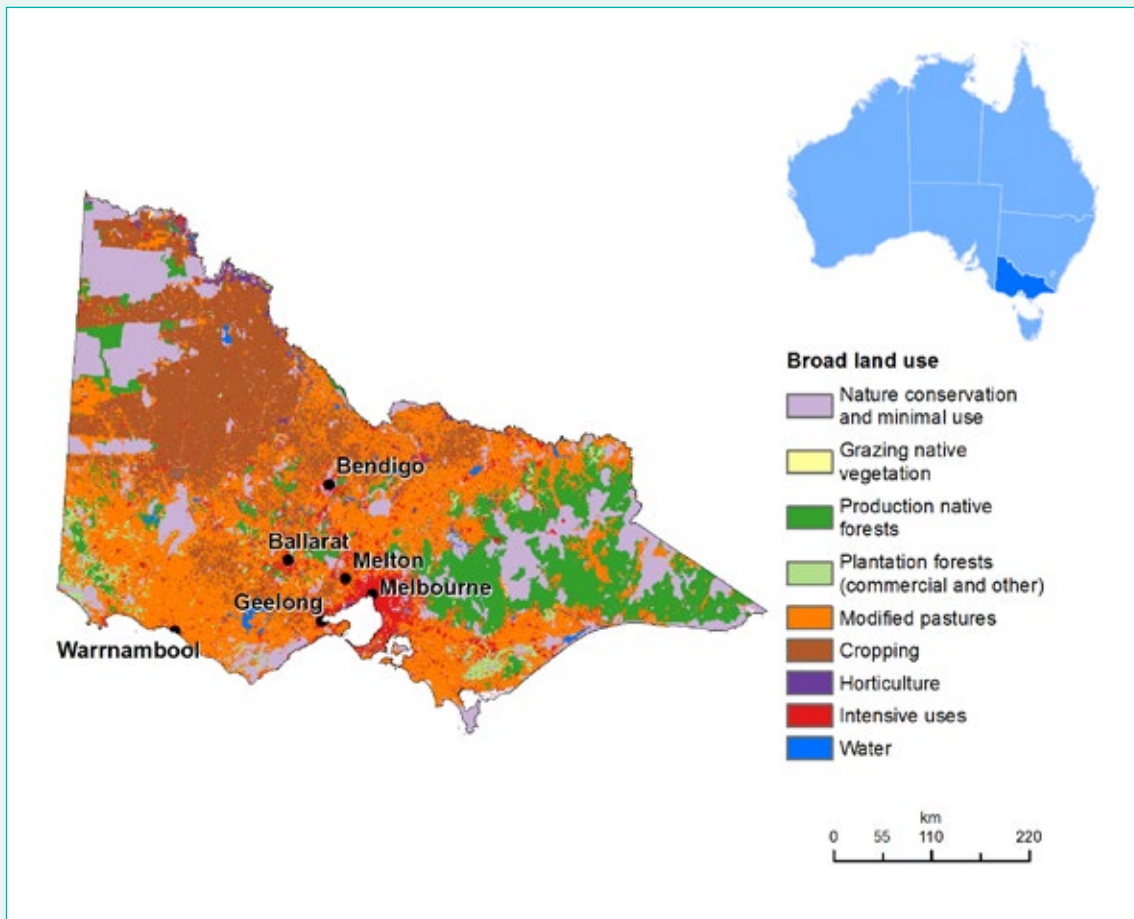 Bendigo
Ballarat
Melton
Melbourne
Geelong
Warrnambool
Broad land use
Nature conservation
and minimal use
Grazing native
vegetation
Production native
forests
Plantation forests
(commercial and other)
Modified pastures
Cropping
Horticulture
Intensive uses
Water
km
0 55 110 220